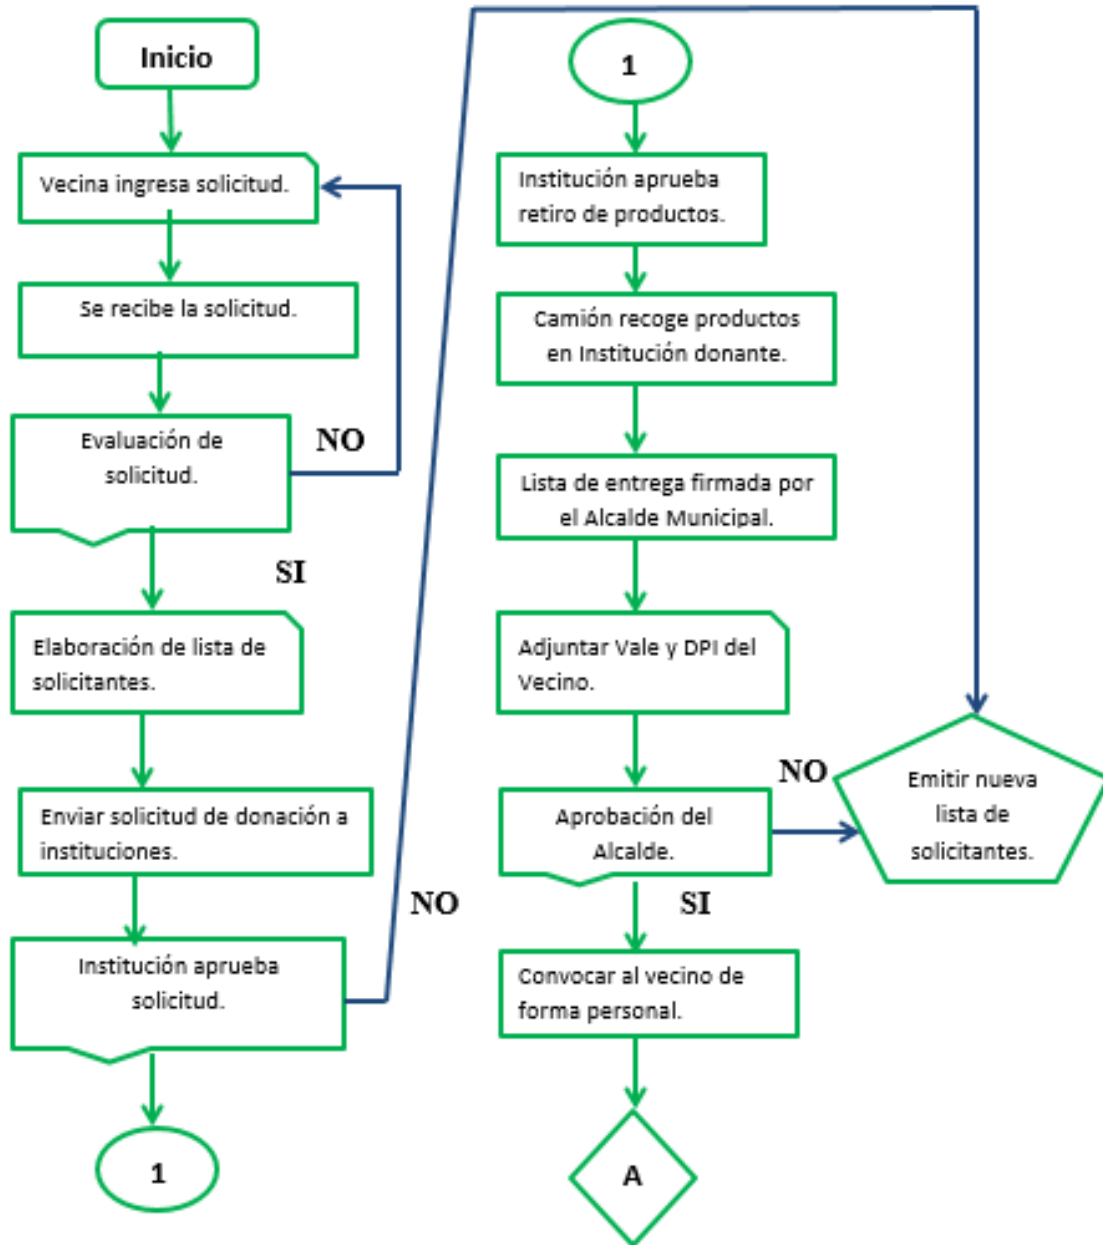 Inicio
Vecina ingresa solicitud.
Se recibe la solicitud.
Evaluación de
solicitud.
NO
SI
Elaboración de lista de
solicitantes.
Enviar solicitud de donación a
instituciones.
Institución aprueba
solicitud.
NO
1
1
Institución aprueba
retiro de productos.
Camión recoge productos
en Institución donante.
Lista de entrega firmada por
el Alcalde Municipal.
Adjuntar Vale y DPI del
Vecino.
Aprobación del
Alcalde.
NO
SI
Emitir nueva
lista de
solicitantes.
Convocar al vecino de
forma personal.
A